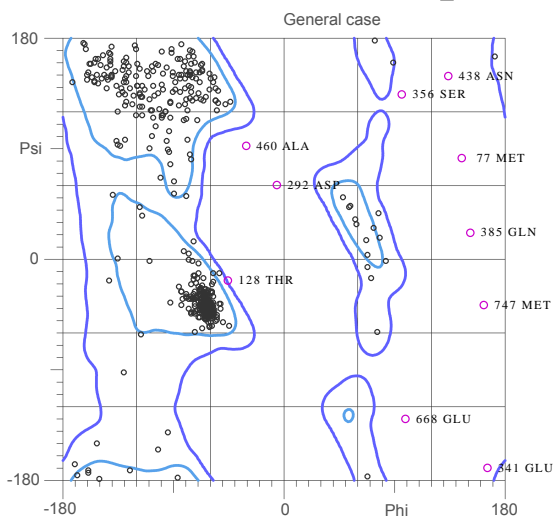 General case
180
438 ASN
356 SER
Psi
460 ALA
77 MET
292 ASP
385 GLN
0
128 THR
747 MET
668 GLU
341 GLU
-180
-180
0
Phi
180